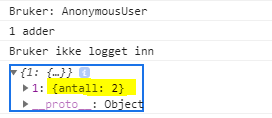 Bruker: AnonymousUser
1 adder
Bruker ikke logget inn
▼{1: {…}} i
▶ 1: {antall: 2}
▶ __proto__: Object